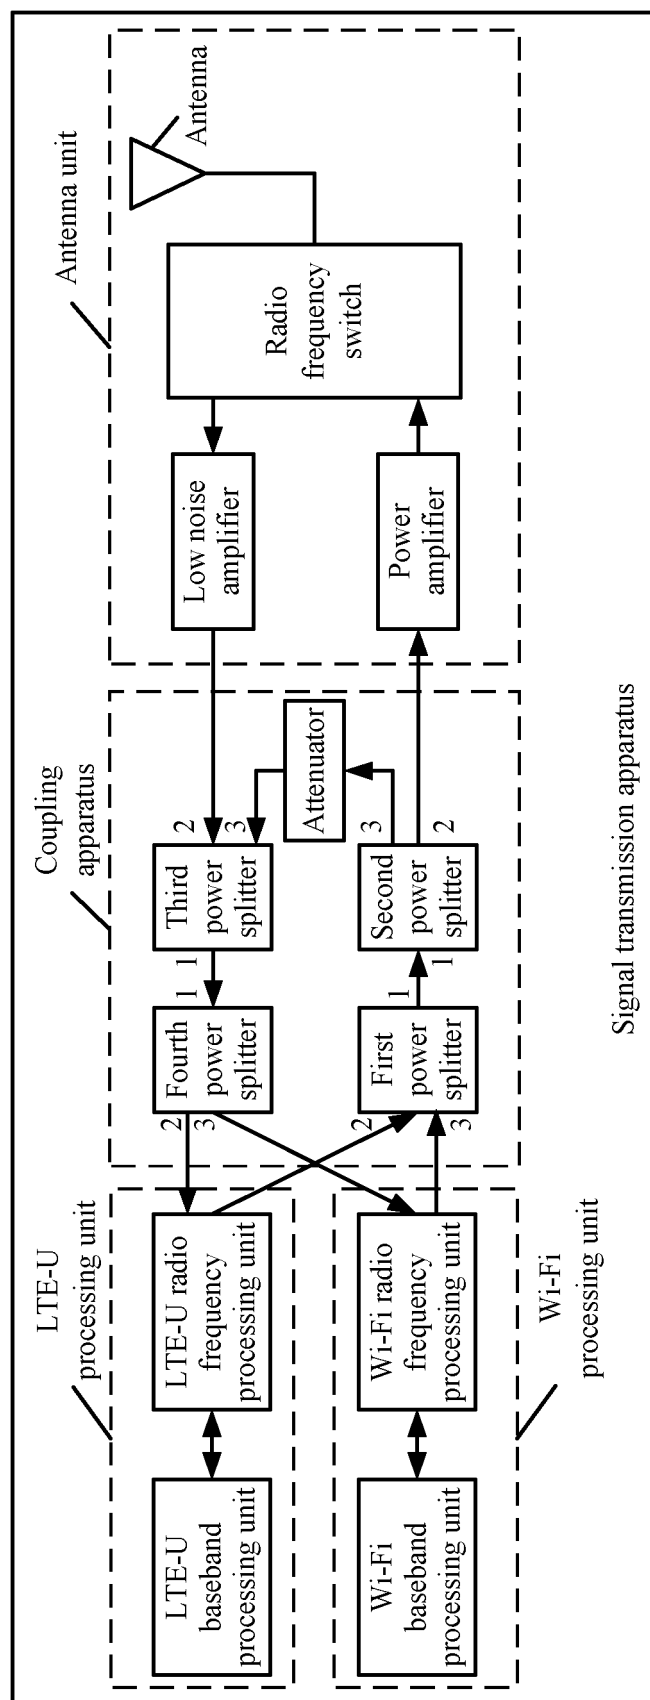 LTE-U
processing unit
Coupling
apparatus
Antenna unit
Antenna
LTE-U
baseband
processing unit
LTE-U radio
frequency
processing unit
2
3
Fourth
power
splitter
1
1
Third
power
splitter
2
3
Low noise
amplifier
Radio
frequency
switch
Attenuator
Wi-Fi
baseband
processing unit
Wi-Fi radio
frequency
processing unit
2
3
First
power
splitter
1
1
Second
power
splitter
3
2
Power
amplifier
Wi-Fi
processing unit
Signal transmission apparatus